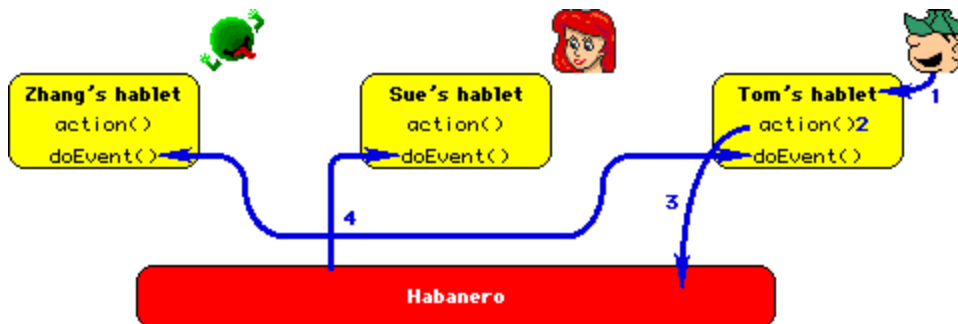 Zhang's hablet
action()
doEvent()
Sue's hablet
action()
doEvent()
Tom's hablet
action()2
doEvent()
1
3
4
Habanero